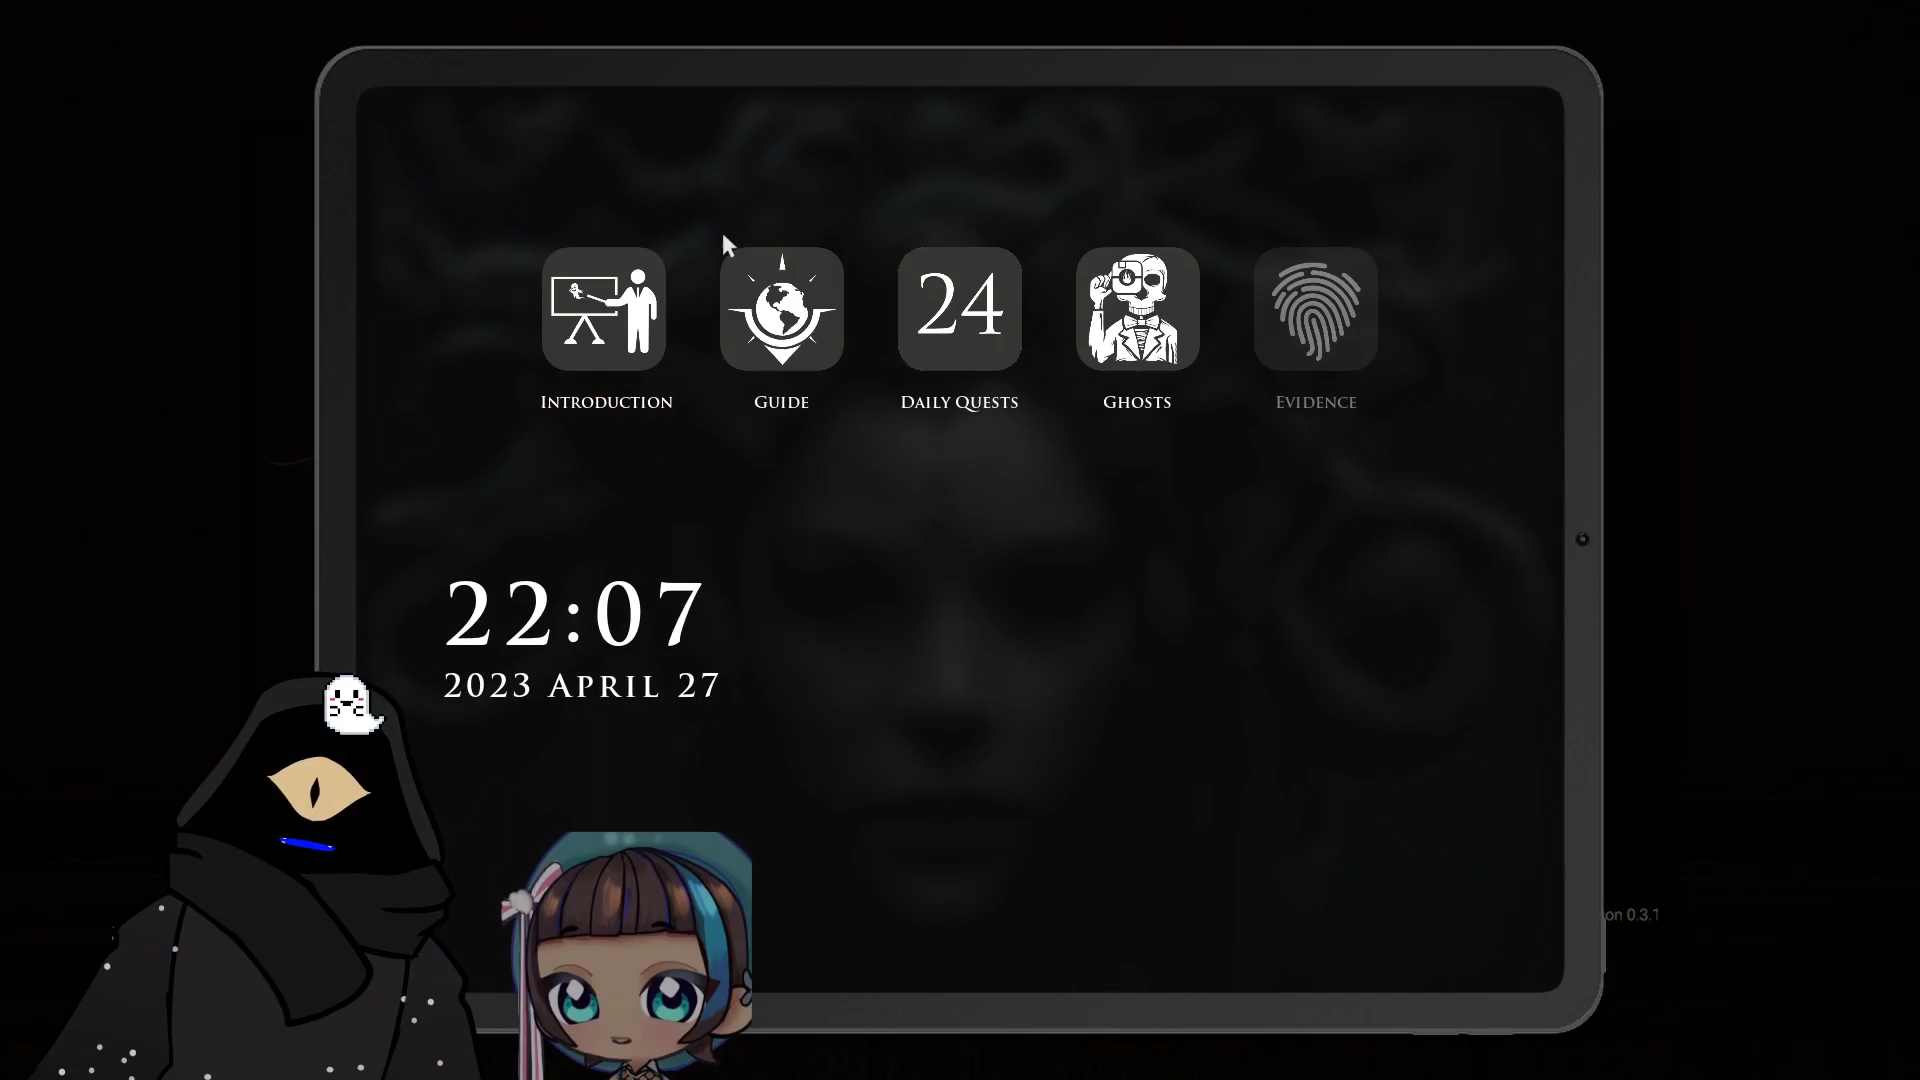 24
Introduction
Guide
Daily Quests
Ghosts
Evidence
22:07
2023 April 27
on 0.3.1